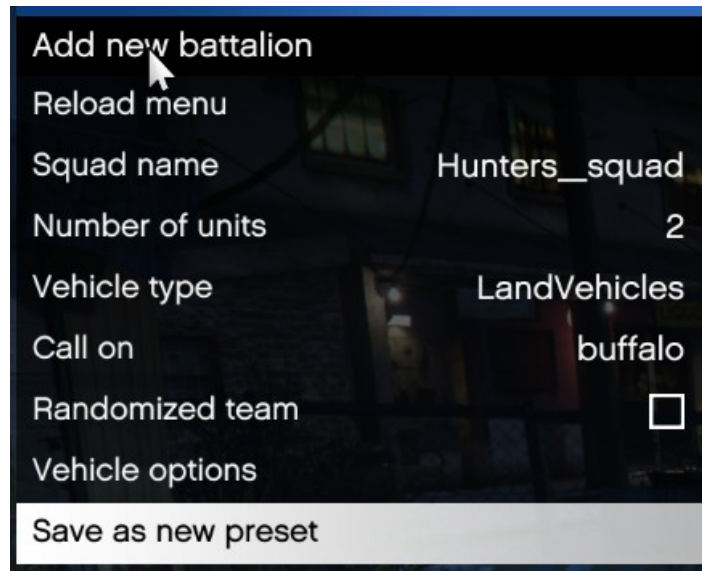 Add new battalion
Reload menu
Squad name Hunters_squad
Number of units 2
Vehicle type LandVehicles
Call on buffalo
Randomized team
Vehicle options
Save as new preset